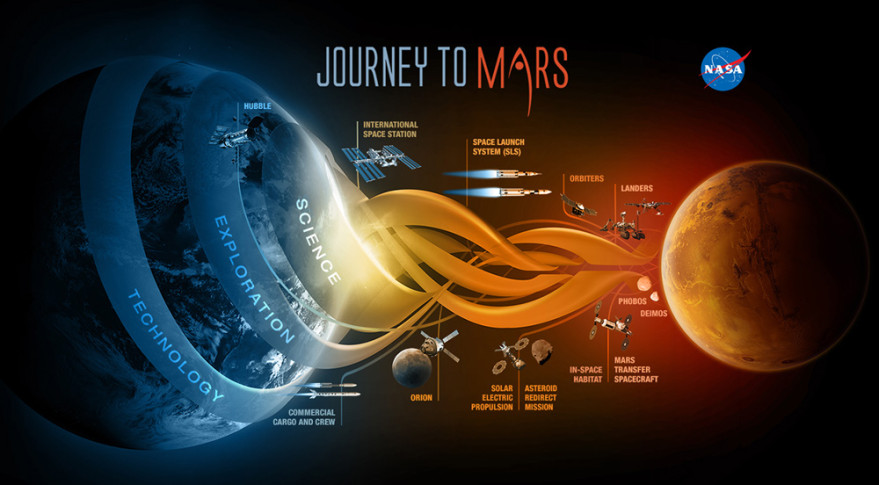 JOURNEY TO MARS
NASA
HUBBLE
INTERNATIONAL
SPACE STATION
SPACE LAUNCH
SYSTEM (SLS)
ORBITERS
LANDERS
SCIENCE
EXPLORATION
TECHNOLOGY
PHOBOS
DEIMOS
COMMERCIAL
CARGO AND CREW
ORION
SOLAR
ELECTRIC
PROPULSION
ASTEROID
REDIRECT
MISSION
IN-SPACE
HABITAT
MARS
TRANSFER
SPACECRAFT